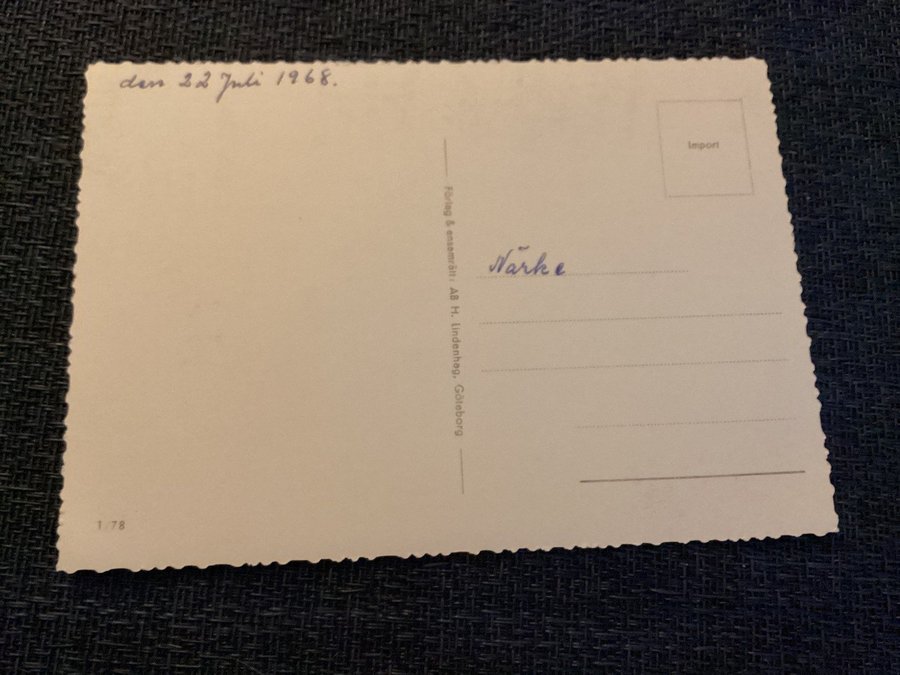 den 22 Juli 1968.
Import
Förlag & ensamrätt: AB H. Lindenhag, Göteborg
Närke
1/78